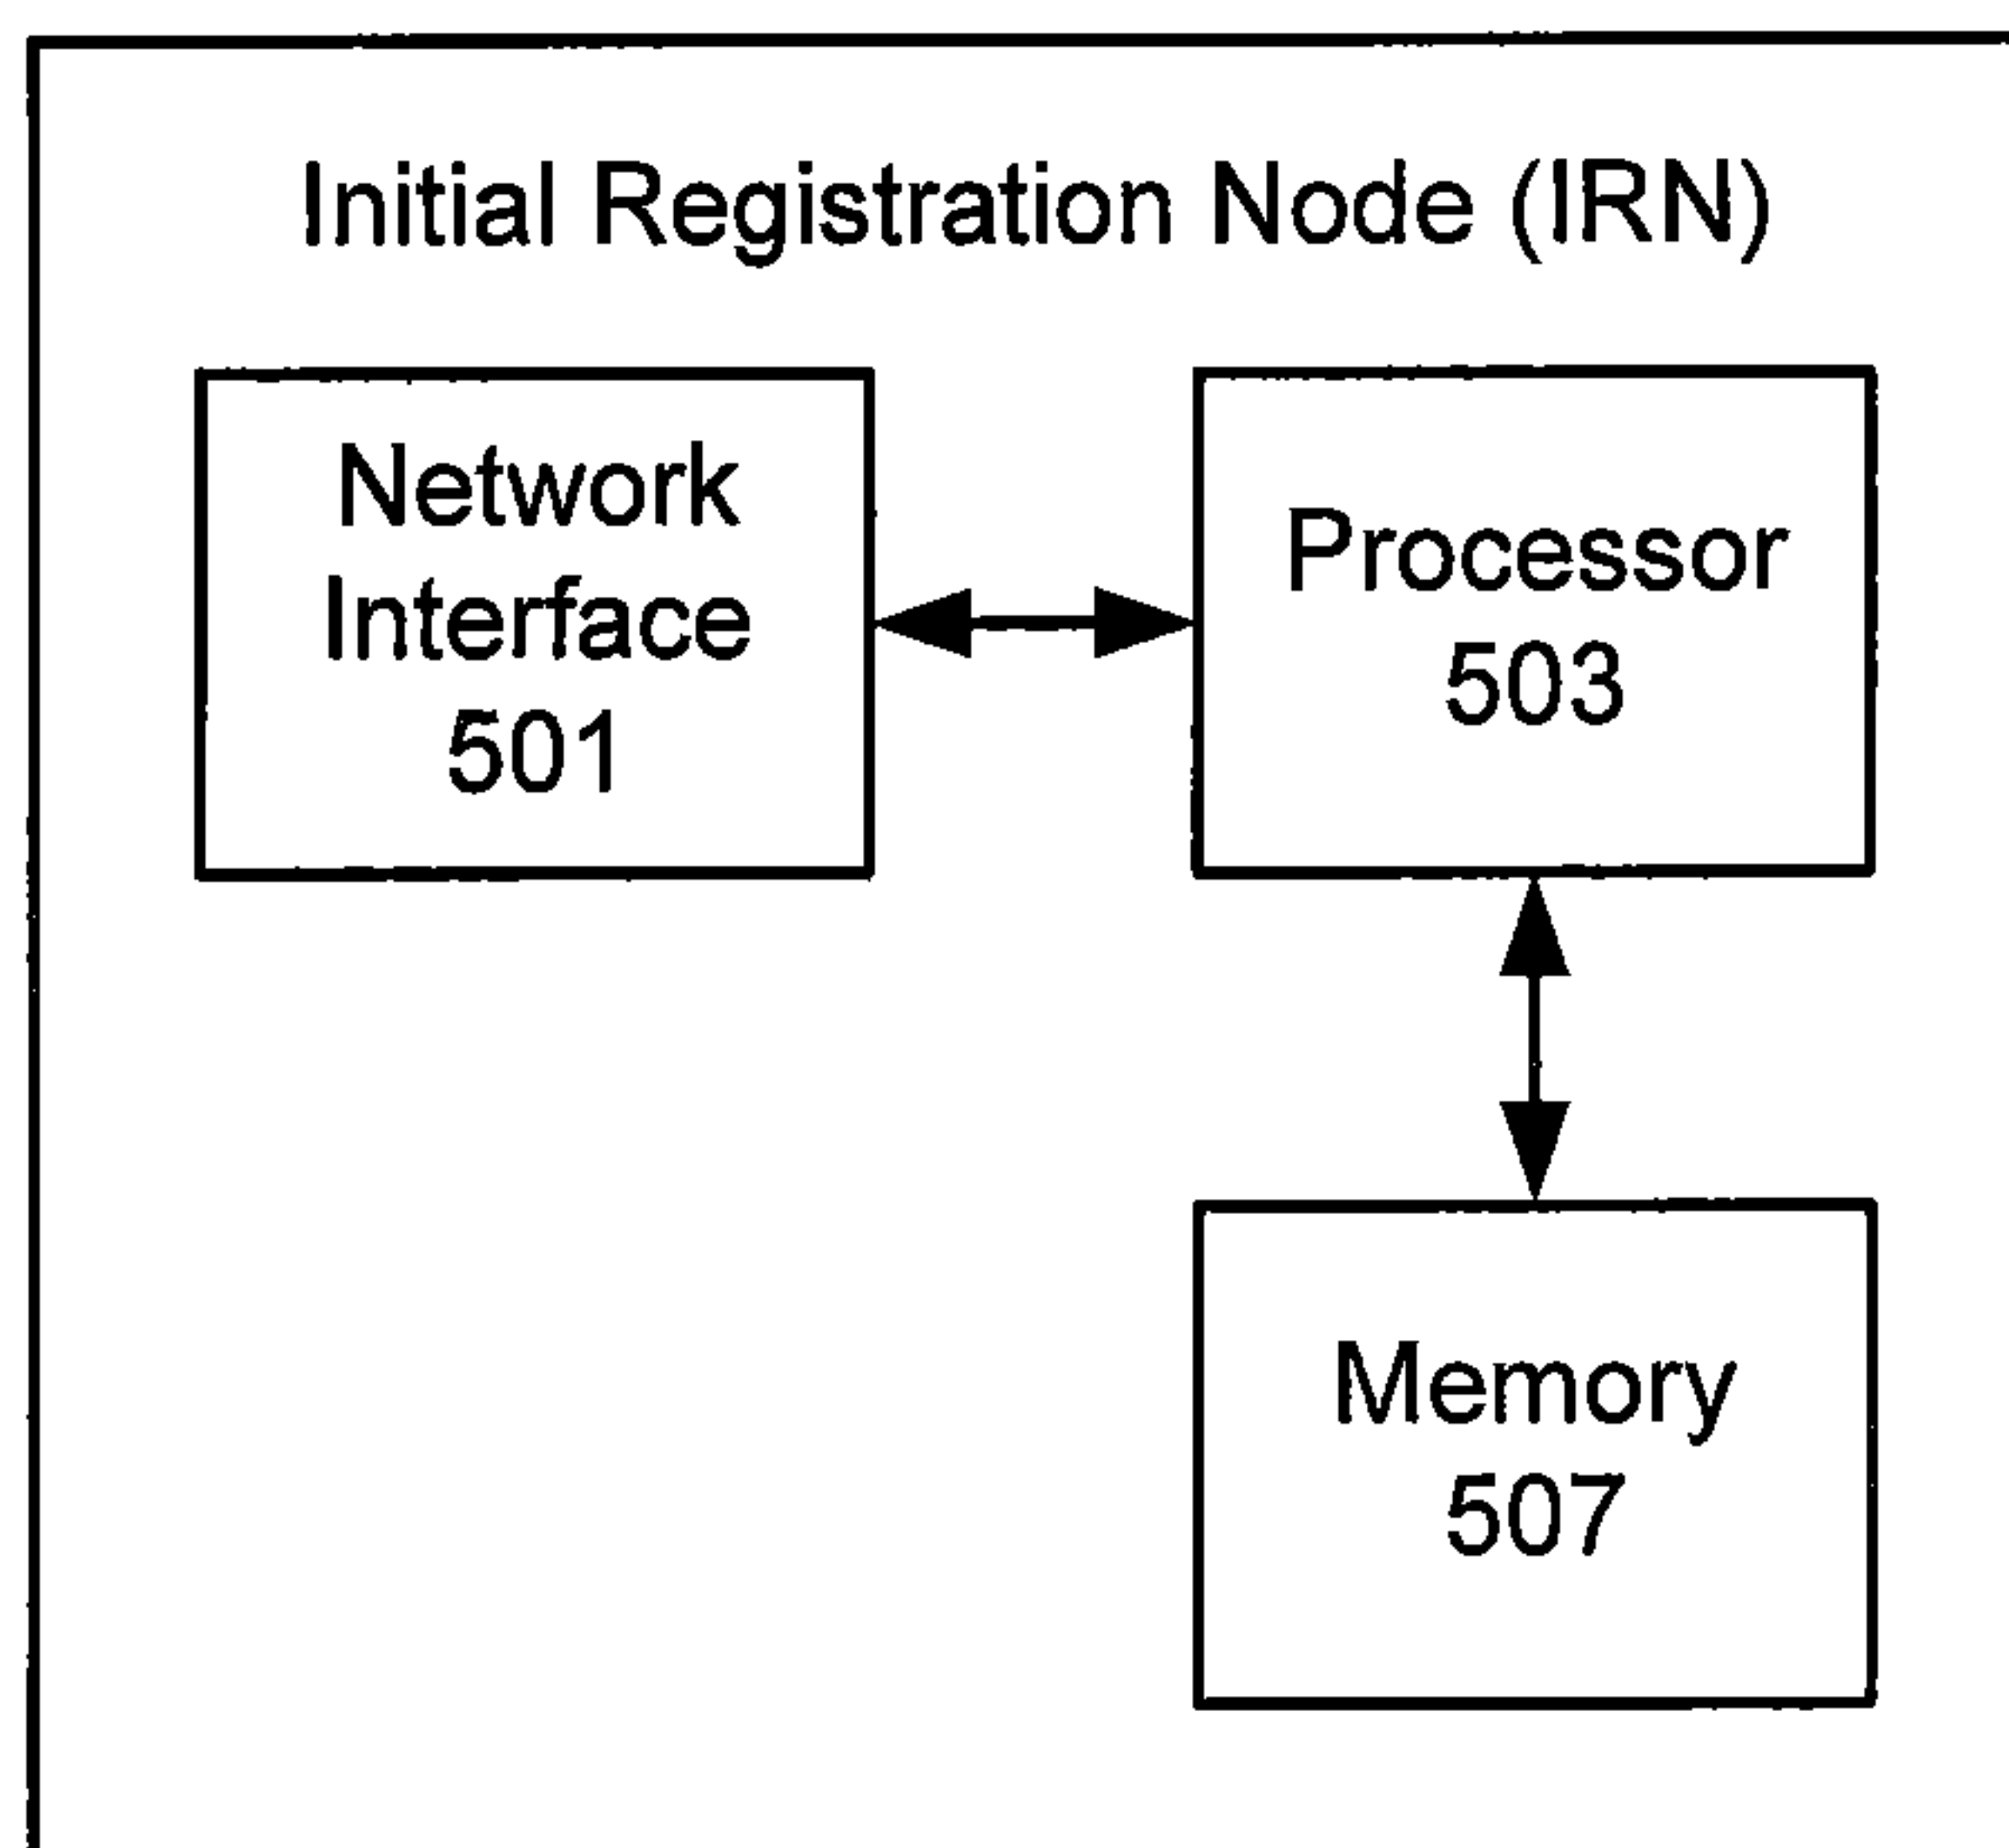 Initial Registration Node (IRN)
Network
Interface
501
Processor
503
Memory
507